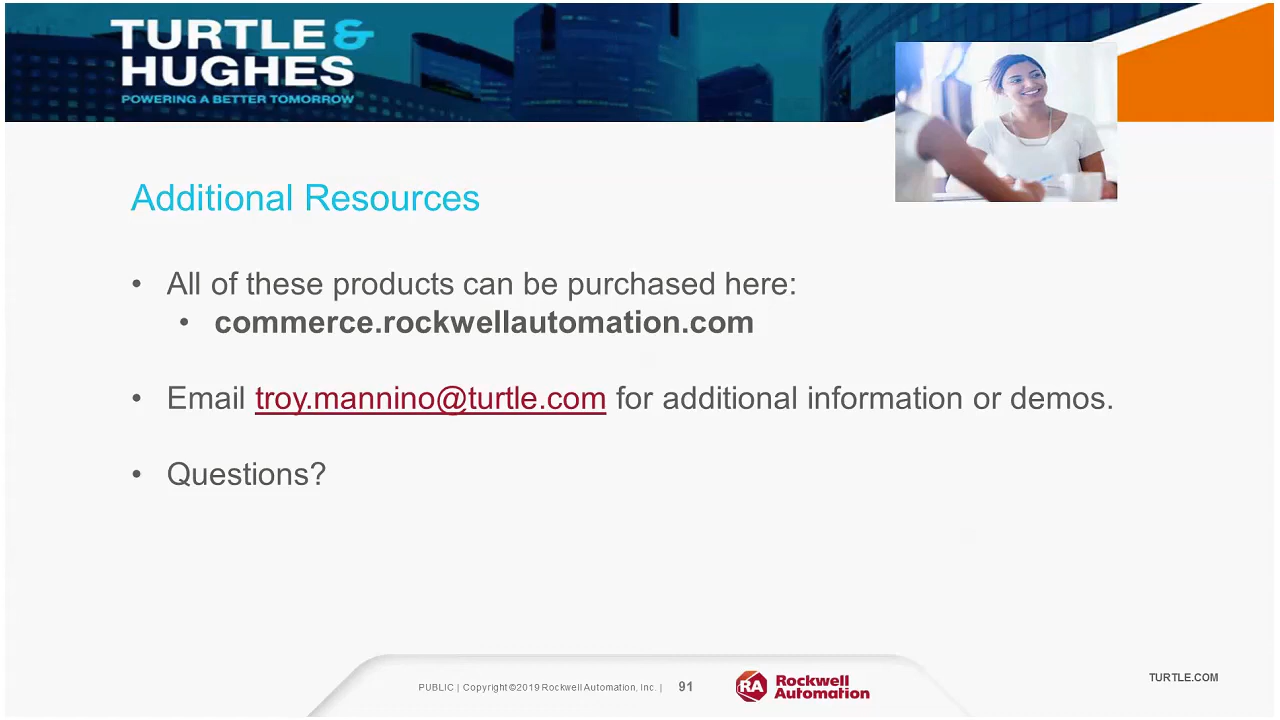 TURTLE &
HUGHES
POWERING A BETTER TOMORROW
Additional Resources
• All of these products can be purchased here:
• commerce.rockwellautomation.com
• Email troy.mannino@turtle.com for additional information or demos.
• Questions?
PUBLIC | Copyright ©2019 Rockwell Automation, Inc. | 91
RA Rockwell
Automation
TURTLE.COM